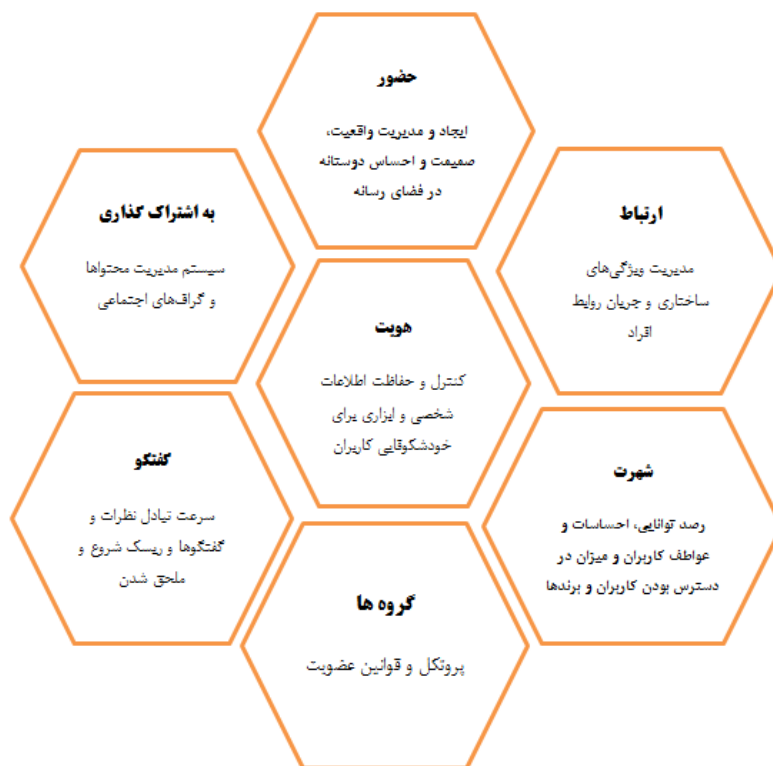 حضور
ایجاد و مدیریت واقعیت،
صمیمت و احساس دوستانه
در فضای رسانه
ارتباط
مدیریت ویژگی‌های
ساختاری و جریان روابط
افراد
به اشتراک گذاری
سیستم مدیریت محتواها
و گراف‌های اجتماعی
هویت
کنترل و حفاظت اطلاعات
شخصی و ابزاری برای
خودشکوفایی کاربران
شهرت
رصد توانایی، احساسات و
عواطف کاربران و میزان در
دسترس بودن کاربران و برندها
گفتگو
سرعت تبادل نظرات و
گفتگوها و ریسک شروع و
ملحق شدن
گروه ها
پروتکل و قوانین عضویت